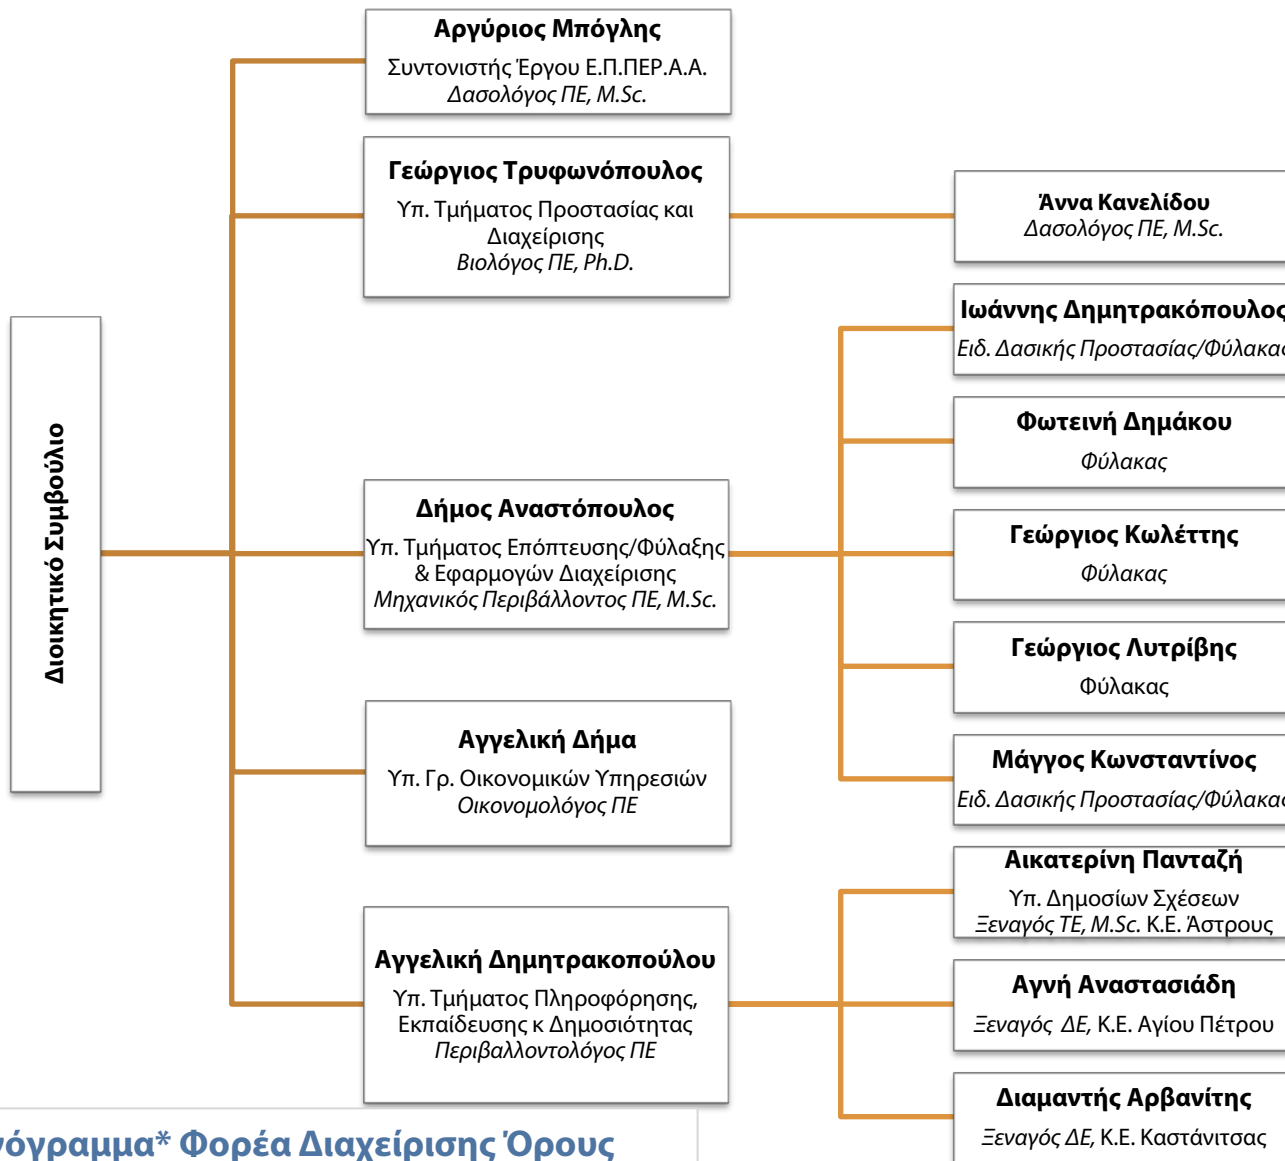 Διοικητικό Συμβούλιο
Αργύριος Μπόγλης
Συντονιστής Έργου Ε.Π.ΠΕΡ.Α.Α.
Δασολόγος ΠΕ, M.Sc.
Γεώργιος Τρυφωνόπουλος
Υπ. Τμήματος Προστασίας και
Διαχείρισης
Βιολόγος ΠΕ, Ph.D.
Άννα Κανελίδου
Δασολόγος ΠΕ, M.Sc.
Δήμος Αναστόπουλος
Υπ. Τμήματος Επόπτευσης/Φύλαξης
& Εφαρμογών Διαχείρισης
Μηχανικός Περιβάλλοντος ΠΕ, M.Sc.
Ιωάννης Δημητρακόπουλος
Ειδ. Δασικής Προστασίας/Φύλακας
Φωτεινή Δημάκου
Φύλακας
Γεώργιος Κωλέττης
Φύλακας
Γεώργιος Λυτρίβης
Φύλακας
Μάγγος Κωνσταντίνος
Ειδ. Δασικής Προστασίας/Φύλακας
Αγγελική Δήμα
Υπ. Γρ. Οικονομικών Υπηρεσιών
Οικονομολόγος ΠΕ
Αγγελική Δημητρακοπούλου
Υπ. Τμήματος Πληροφόρησης,
Εκπαίδευσης κ Δημοσιότητας
Περιβαλλοντολόγος ΠΕ
Αικατερίνη Πανταζή
Υπ. Δημοσίων Σχέσεων
Ξεναγός ΤΕ, M.Sc. Κ.Ε. Άστρους
Αγνή Αναστασιάδη
Ξεναγός ΔΕ, Κ.Ε. Αγίου Πέτρου
Διαμαντής Αρβανίτης
Ξεναγός ΔΕ, Κ.Ε. Καστάνιτσας
νόγραμμα* Φορέα Διαχείρισης Όρους